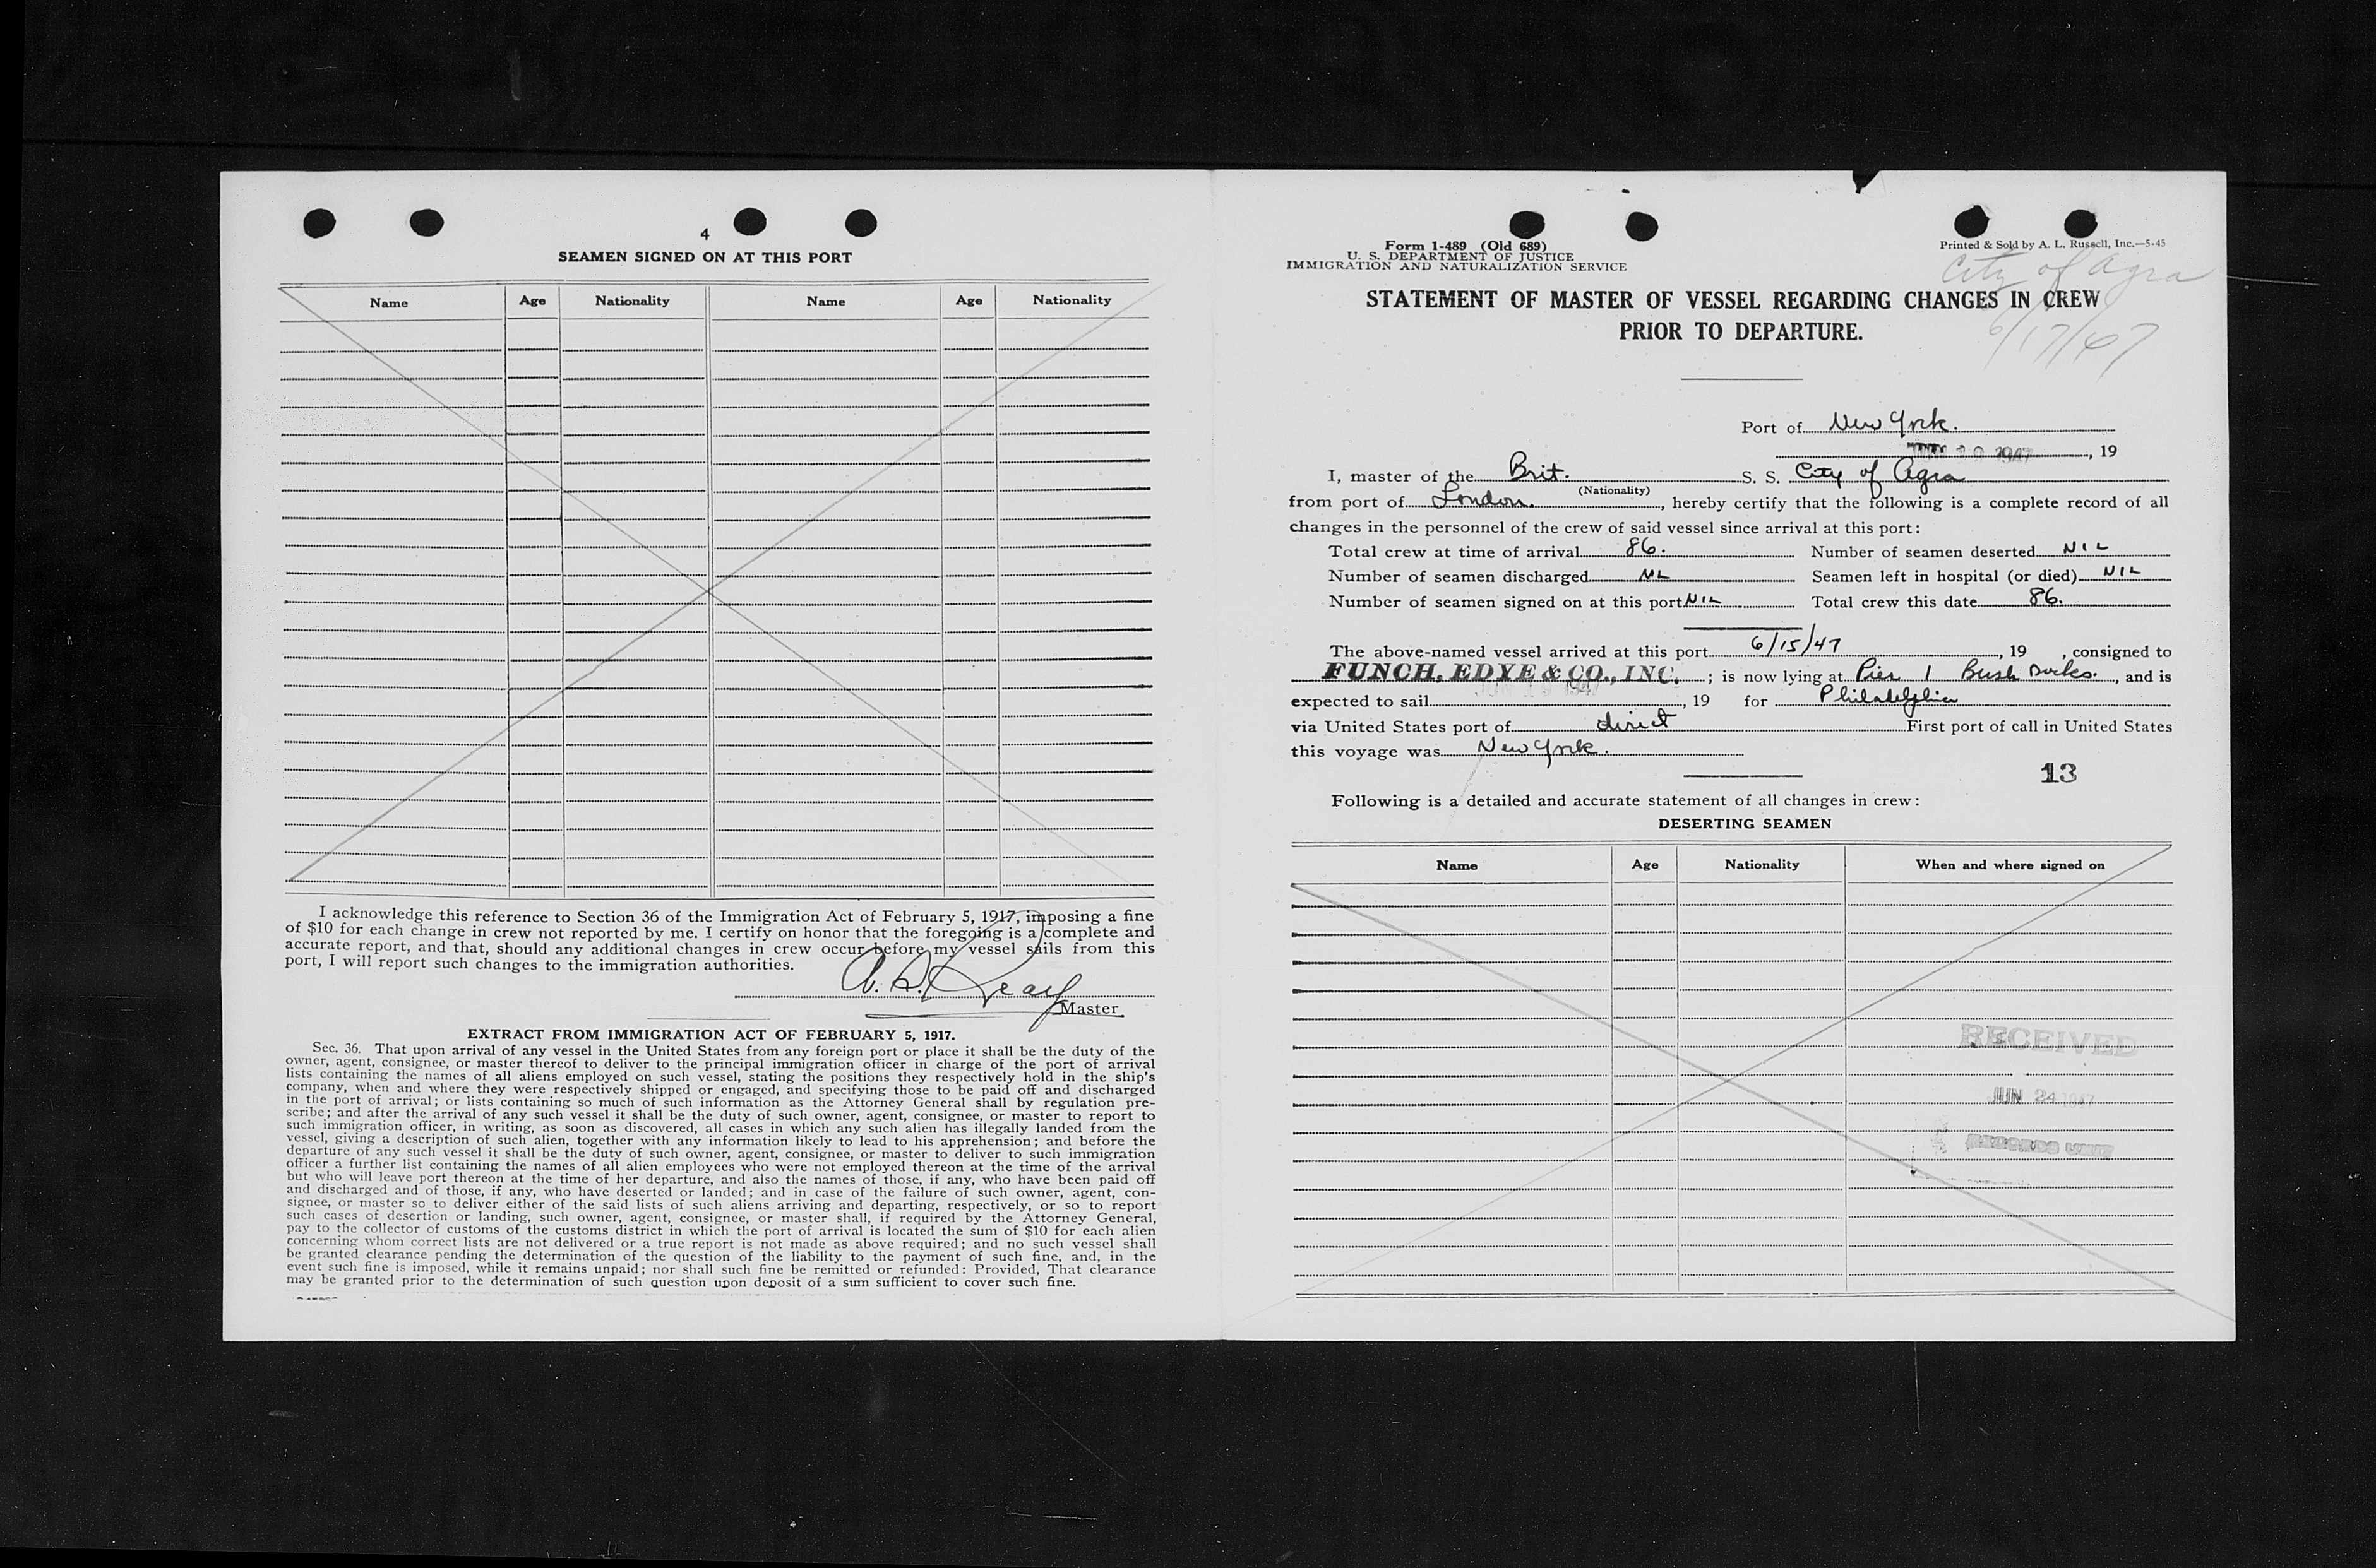 4
SEAMEN SIGNED ON AT THIS PORT
Name Age Nationality Name Age Nationality
I acknowledge this reference to Section 36 of the Immigration Act of February 5, 1917, imposing a fine
of $10 for each change in crew not reported by me. I certify on honor that the foregoing is a complete and
accurate report, and that, should any additional changes in crew occur before my vessel sails from this
port, I will report such changes to the immigration authorities.
Master
EXTRACT FROM IMMIGRATION ACT OF FEBRUARY 5, 1917.
Sec. 36. That upon arrival of any vessel in the United States from any foreign port or place it shall be the duty of the
owner, agent, consignee, or master thereof to deliver to the principal immigration officer in charge of the port of arrival
lists containing the names of all aliens employed on such vessel, stating the positions they respectively hold in the ship's
company, when and where they were respectively shipped or engaged, and specifying those to be paid off and discharged
in the port of arrival; or lists containing so much of such information as the Attorney General shall by regulation pre-
scribe; and after the arrival of any such vessel it shall be the duty of such owner, agent, consignee, or master to report to
such immigration officer, in writing, as soon as discovered, all cases in which any such alien has illegally landed from the
vessel, giving a description of such alien, together with any information likely to lead to his apprehension; and before the
departure of any such vessel it shall be the duty of such owner, agent, consignee, or master to deliver to such immigration
officer a further list containing the names of all alien employees who were not employed thereon at the time of the arrival
but who will leave port thereon at the time of her departure, and also the names of those, if any, who have been paid off
and discharged and of those, if any, who have deserted or landed; and in case of the failure of such owner, agent, con-
signee, or master so to deliver either of the said lists of such aliens arriving and departing, respectively, or so to report
such cases of desertion or landing, such owner, agent, consignee, or master shall, if required by the Attorney General,
pay to the collector of customs of the customs district in which the port of arrival is located the sum of $10 for each alien
concerning whom correct lists are not delivered or a true report is not made as above required; and no such vessel shall
be granted clearance pending the determination of the question of the liability to the payment of such fine, and, in the
event such fine is imposed, while it remains unpaid; nor shall such fine be remitted or refunded: Provided, That clearance
may be granted prior to the determination of such question upon deposit of a sum sufficient to cover such fine.
Form 1-489 (Old 689)
U. S. DEPARTMENT OF JUSTICE
IMMIGRATION AND NATURALIZATION SERVICE
Printed & Sold by A. L. Russell, Inc.—5-45
City of Agra
6/17/47
STATEMENT OF MASTER OF VESSEL REGARDING CHANGES IN CREW
PRIOR TO DEPARTURE.
Port of New York.
1947, 19
I, master of the Brit. S. S. City of Agra
(Nationality)
from port of London., hereby certify that the following is a complete record of all
changes in the personnel of the crew of said vessel since arrival at this port:
Total crew at time of arrival 86. Number of seamen deserted NIL
Number of seamen discharged NIL Seamen left in hospital (or died) NIL
Number of seamen signed on at this port NIL Total crew this date 86.
The above-named vessel arrived at this port 6/15/47, 19 , consigned to
FUNCH, EDYE & CO., INC. ; is now lying at Pier 1 Bush Docks., and is
expected to sail JUN 19 1947, 19 for Philadelphia
via United States port of direct First port of call in United States
this voyage was New York.
13
Following is a detailed and accurate statement of all changes in crew:
DESERTING SEAMEN
Name Age Nationality When and where signed on
RECEIVED
JUN 24 1947
RECORDS UNIT